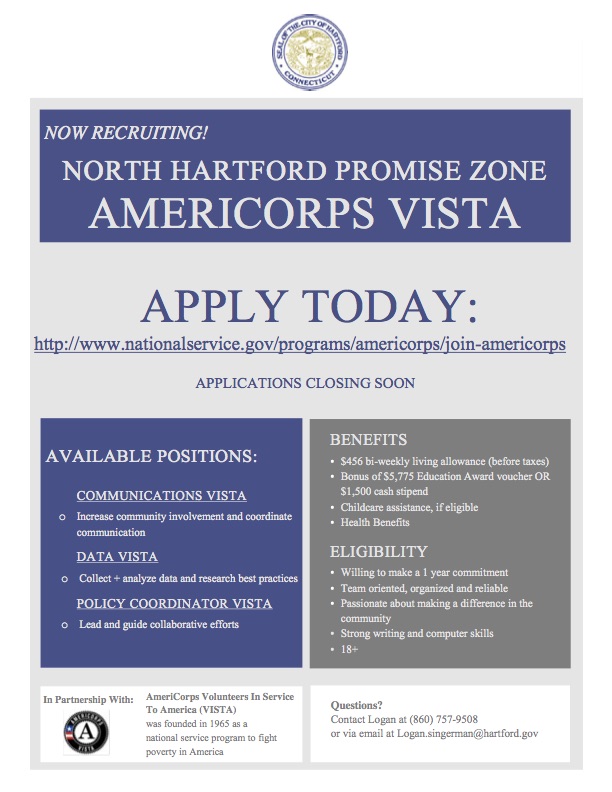 SEAL OF THE CITY OF HARTFORD
CONNECTICUT
NOW RECRUITING!
NORTH HARTFORD PROMISE ZONE
AMERICORPS VISTA
APPLY TODAY:
http://www.nationalservice.gov/programs/americorps/join-americorps
APPLICATIONS CLOSING SOON
AVAILABLE POSITIONS:
COMMUNICATIONS VISTA
o Increase community involvement and coordinate
communication
DATA VISTA
o Collect + analyze data and research best practices
POLICY COORDINATOR VISTA
o Lead and guide collaborative efforts
BENEFITS
• $456 bi-weekly living allowance (before taxes)
• Bonus of $5,775 Education Award voucher OR
$1,500 cash stipend
• Childcare assistance, if eligible
• Health Benefits
ELIGIBILITY
• Willing to make a 1 year commitment
• Team oriented, organized and reliable
• Passionate about making a difference in the
community
• Strong writing and computer skills
• 18+
In Partnership With:
AMERICORPS
A
VISTA
AmeriCorps Volunteers In Service
To America (VISTA)
was founded in 1965 as a
national service program to fight
poverty in America
Questions?
Contact Logan at (860) 757-9508
or via email at Logan.singerman@hartford.gov